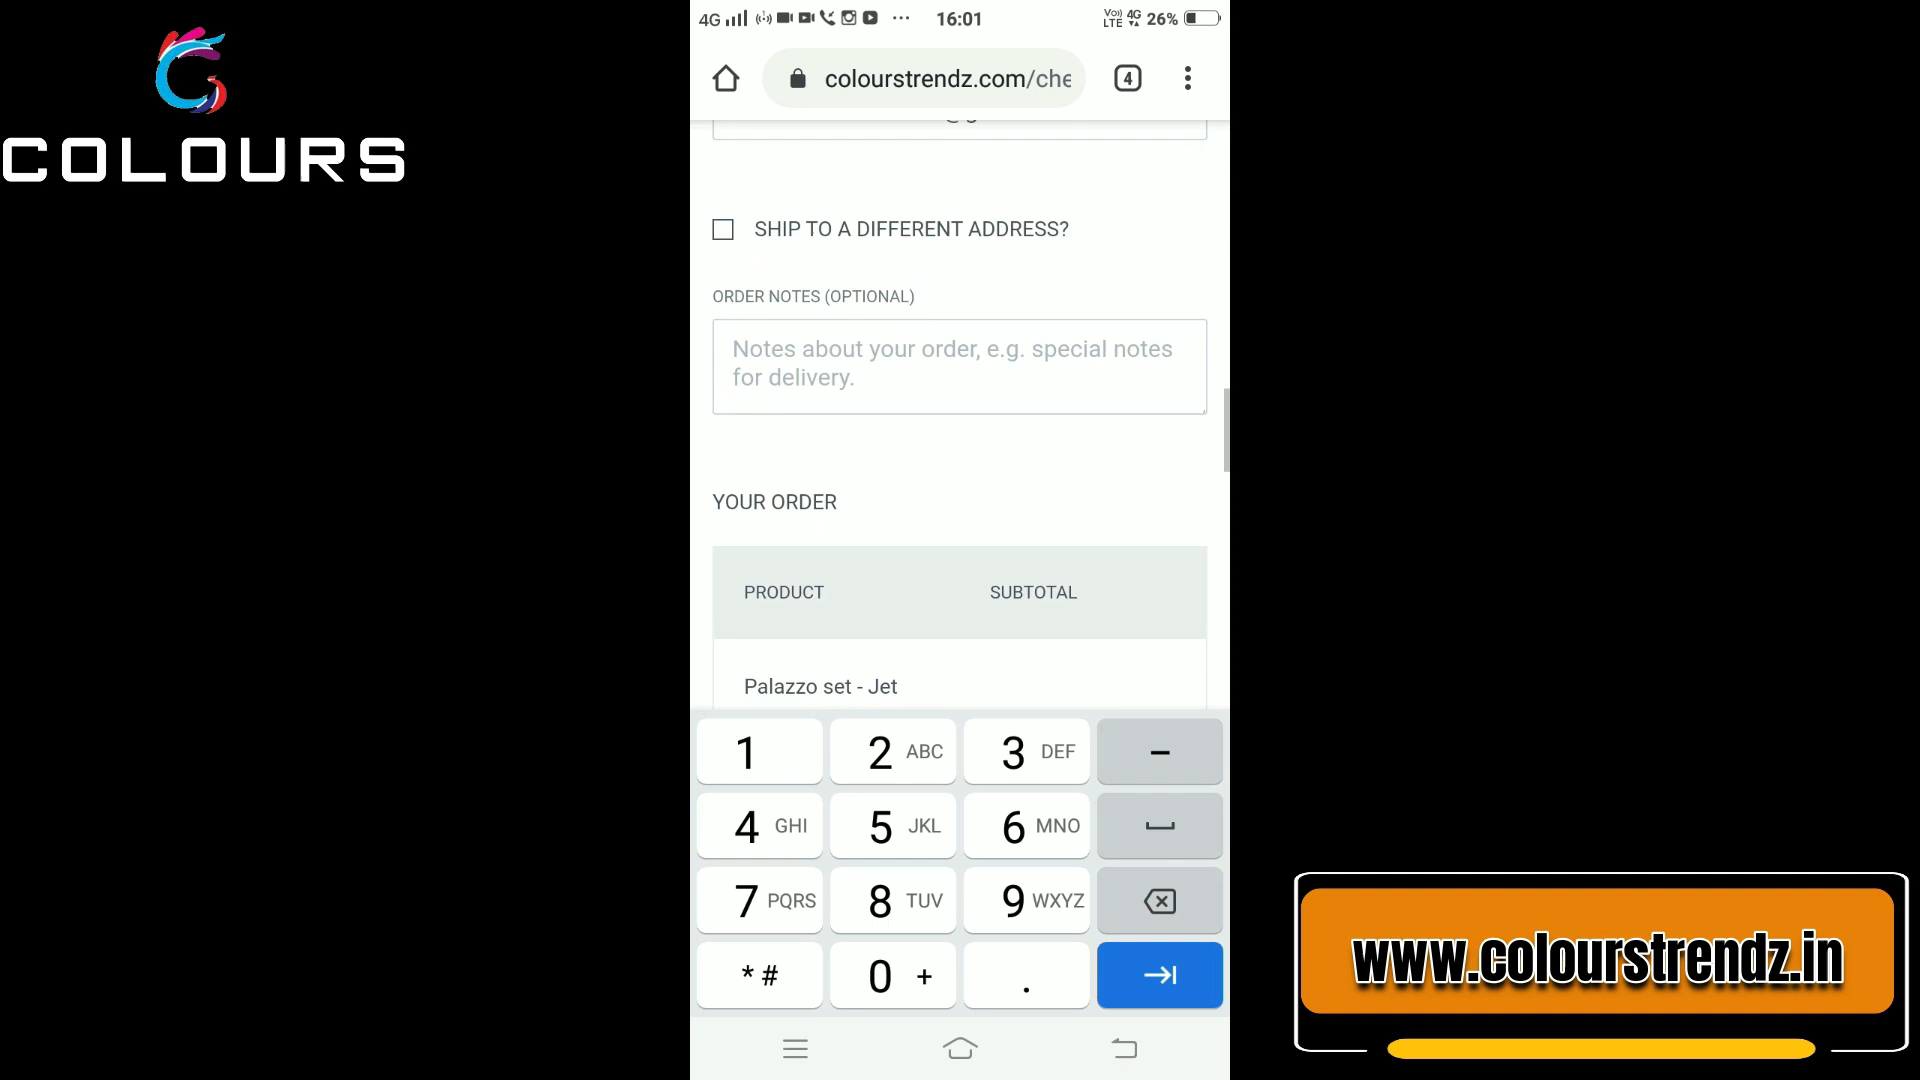 COLOURS
4G 16:01 VoLTE 4G 26%
colourstrendz.com/che 4
SHIP TO A DIFFERENT ADDRESS?
ORDER NOTES (OPTIONAL)
Notes about your order, e.g. special notes
for delivery.
YOUR ORDER
PRODUCT SUBTOTAL
Palazzo set - Jet
1 2 ABC 3 DEF –
4 GHI 5 JKL 6 MNO
7 PQRS 8 TUV 9 WXYZ
* # 0 + .
www.colourstrendz.in